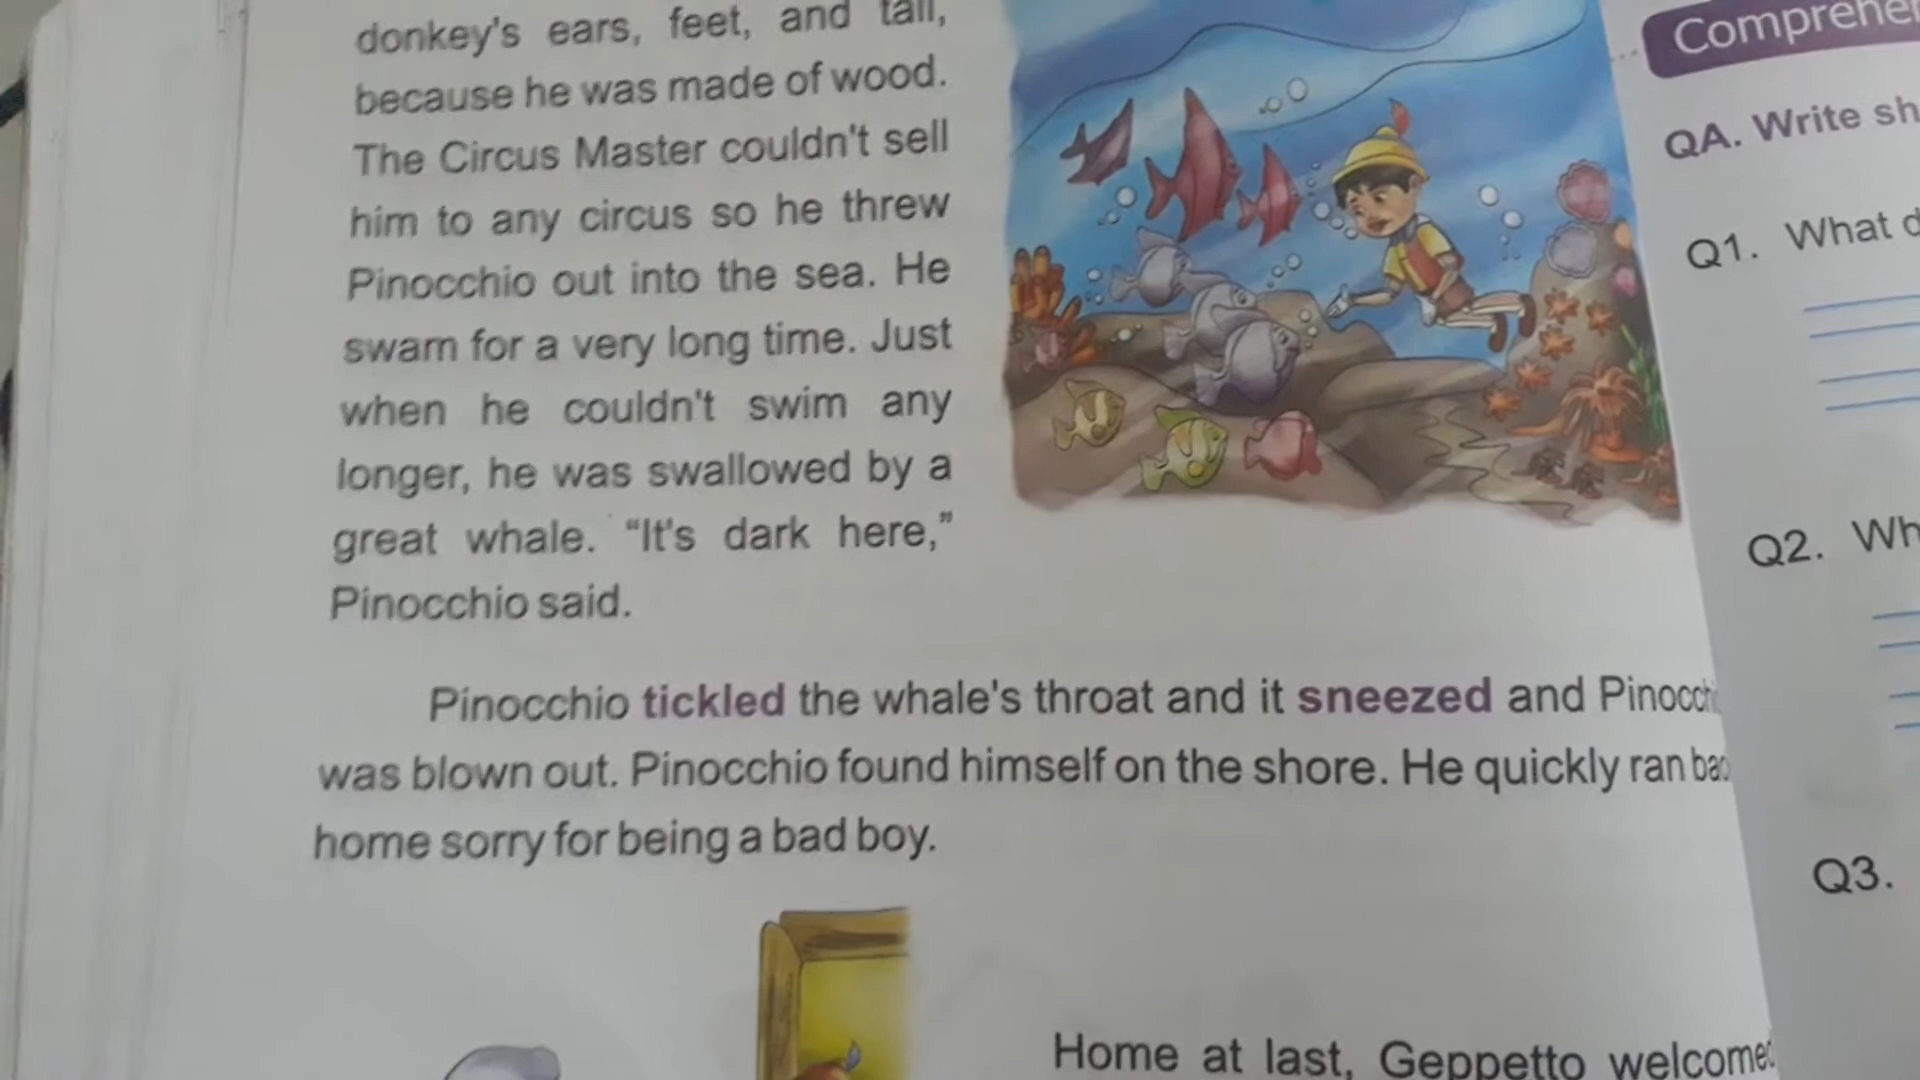 donkey's ears, feet, and tail,
because he was made of wood.
The Circus Master couldn't sell
him to any circus so he threw
Pinocchio out into the sea. He
swam for a very long time. Just
when he couldn't swim any
longer, he was swallowed by a
great whale. “It's dark here,”
Pinocchio said.
Pinocchio tickled the whale's throat and it sneezed and
was blown out. Pinocchio found himself on the shore. He quickly ran
home sorry for being a bad boy.
Home at last, Geppetto
QA. Write
Q1. What
Q2.
Q3.